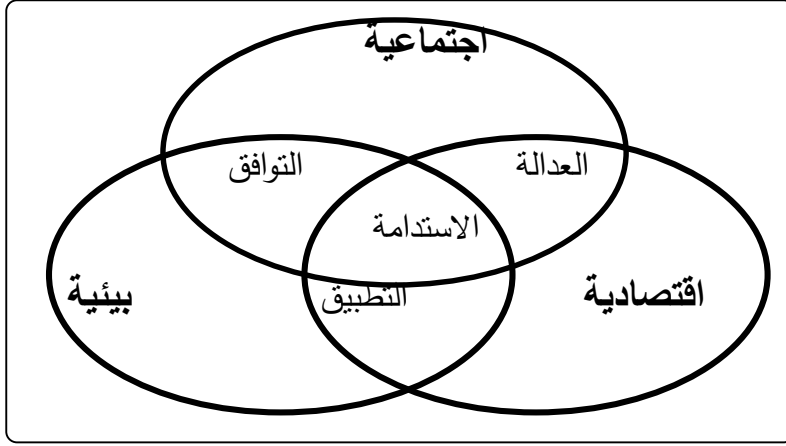 اجتماعية
العدالة
التوافق
الاستدامة
اقتصادية
التطبيق
بيئية